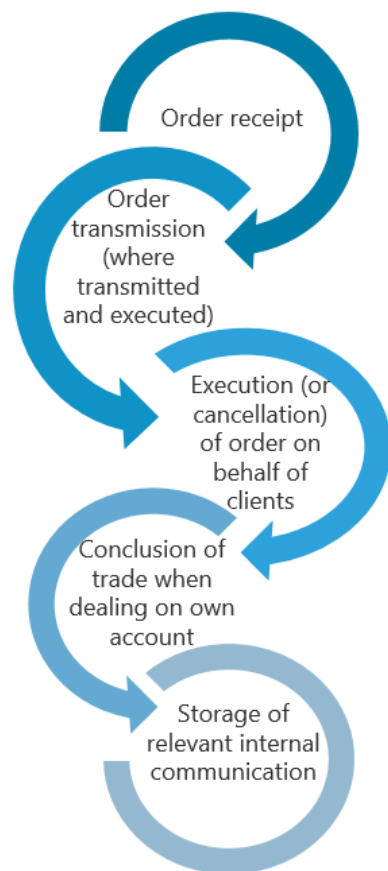 Order receipt
Order
transmission
(where
transmitted
and executed)
Execution (or
cancellation)
of order on
behalf of
clients
Conclusion of
trade when
dealing on own
account
Storage of
relevant internal
communication